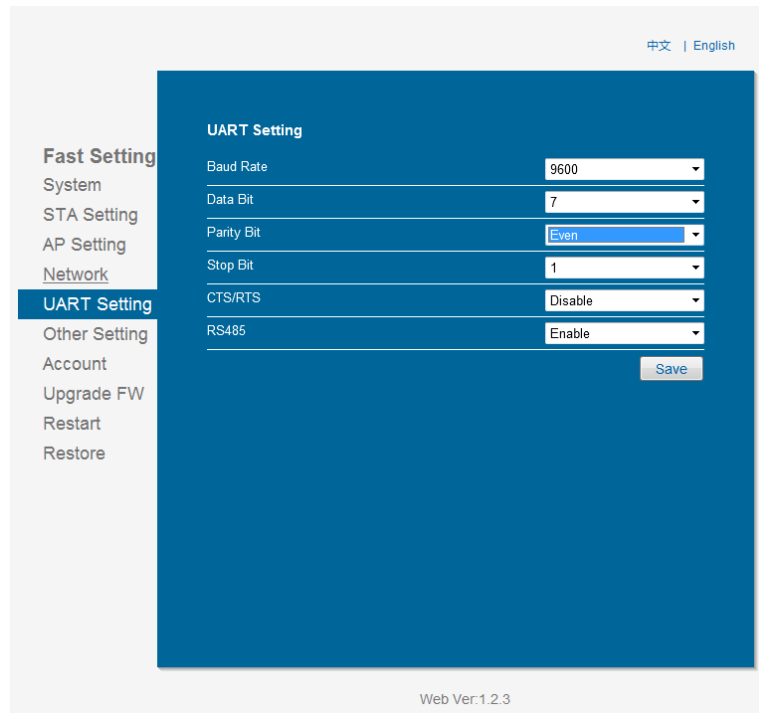 中文 | English
Fast Setting
System
STA Setting
AP Setting
Network
UART Setting
Other Setting
Account
Upgrade FW
Restart
Restore
UART Setting
Baud Rate 9600
Data Bit 7
Parity Bit Even
Stop Bit 1
CTS/RTS Disable
RS485 Enable
Save
Web Ver:1.2.3